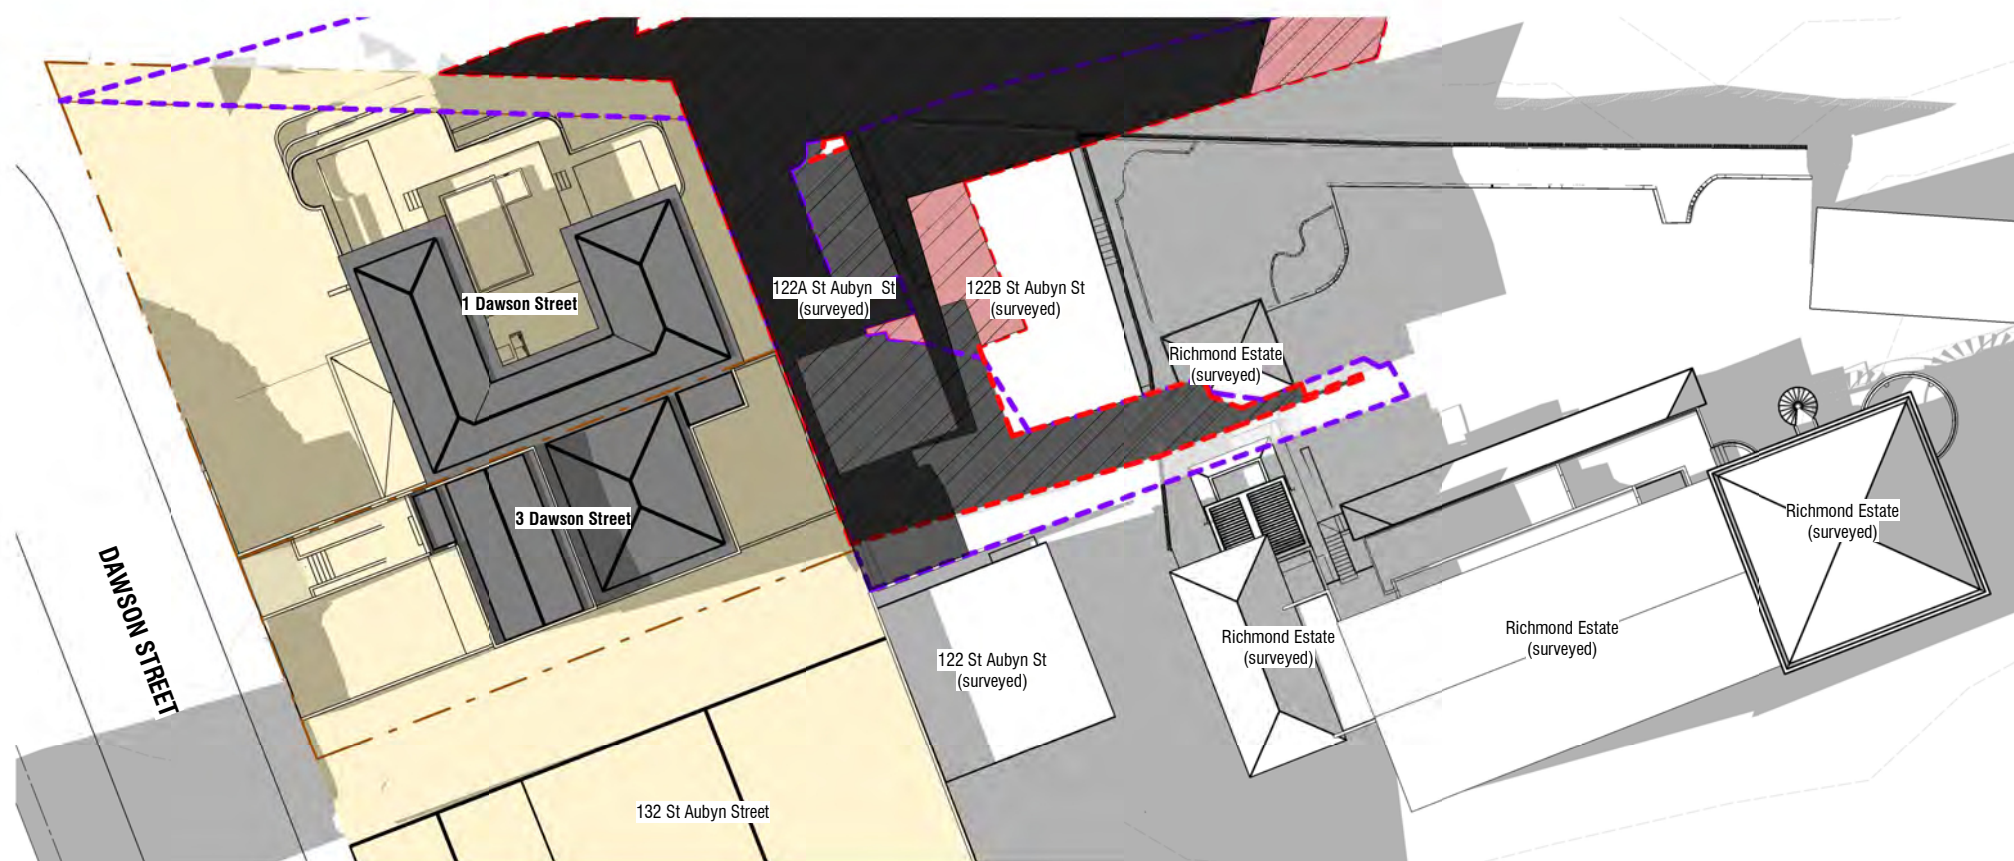 1 Dawson Street
122A St Aubyn St
(surveyed)
122B St Aubyn St
(surveyed)
Richmond Estate
(surveyed)
3 Dawson Street
Richmond Estate
(surveyed)
DAWSON STREET
Richmond Estate
(surveyed)
Richmond Estate
(surveyed)
122 St Aubyn St
(surveyed)
132 St Aubyn Street